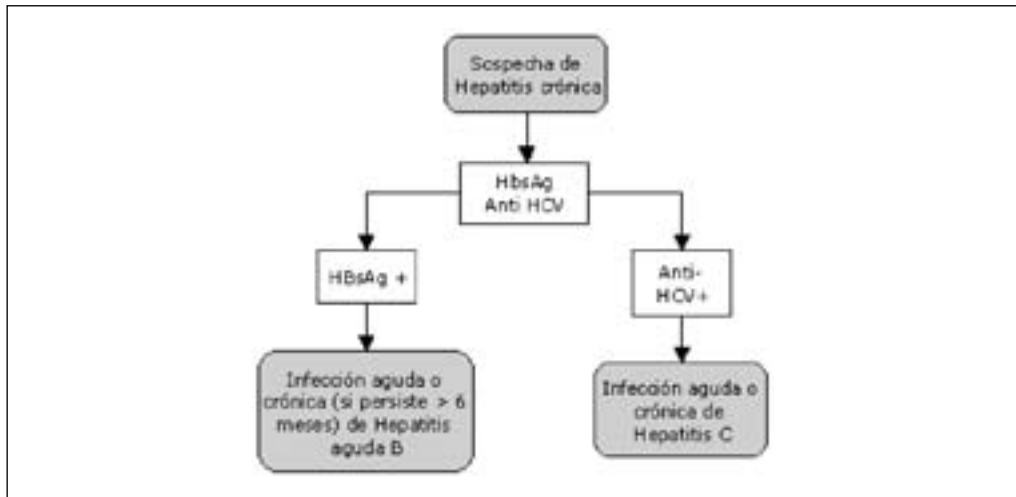 Sospecha de
Hepatitis crónica
HbsAg
Anti HCV
HBsAg +
Anti-
HCV+
Infección aguda o
crónica (si persiste > 6
meses) de Hepatitis
aguda B
Infección aguda o
crónica de
Hepatitis C